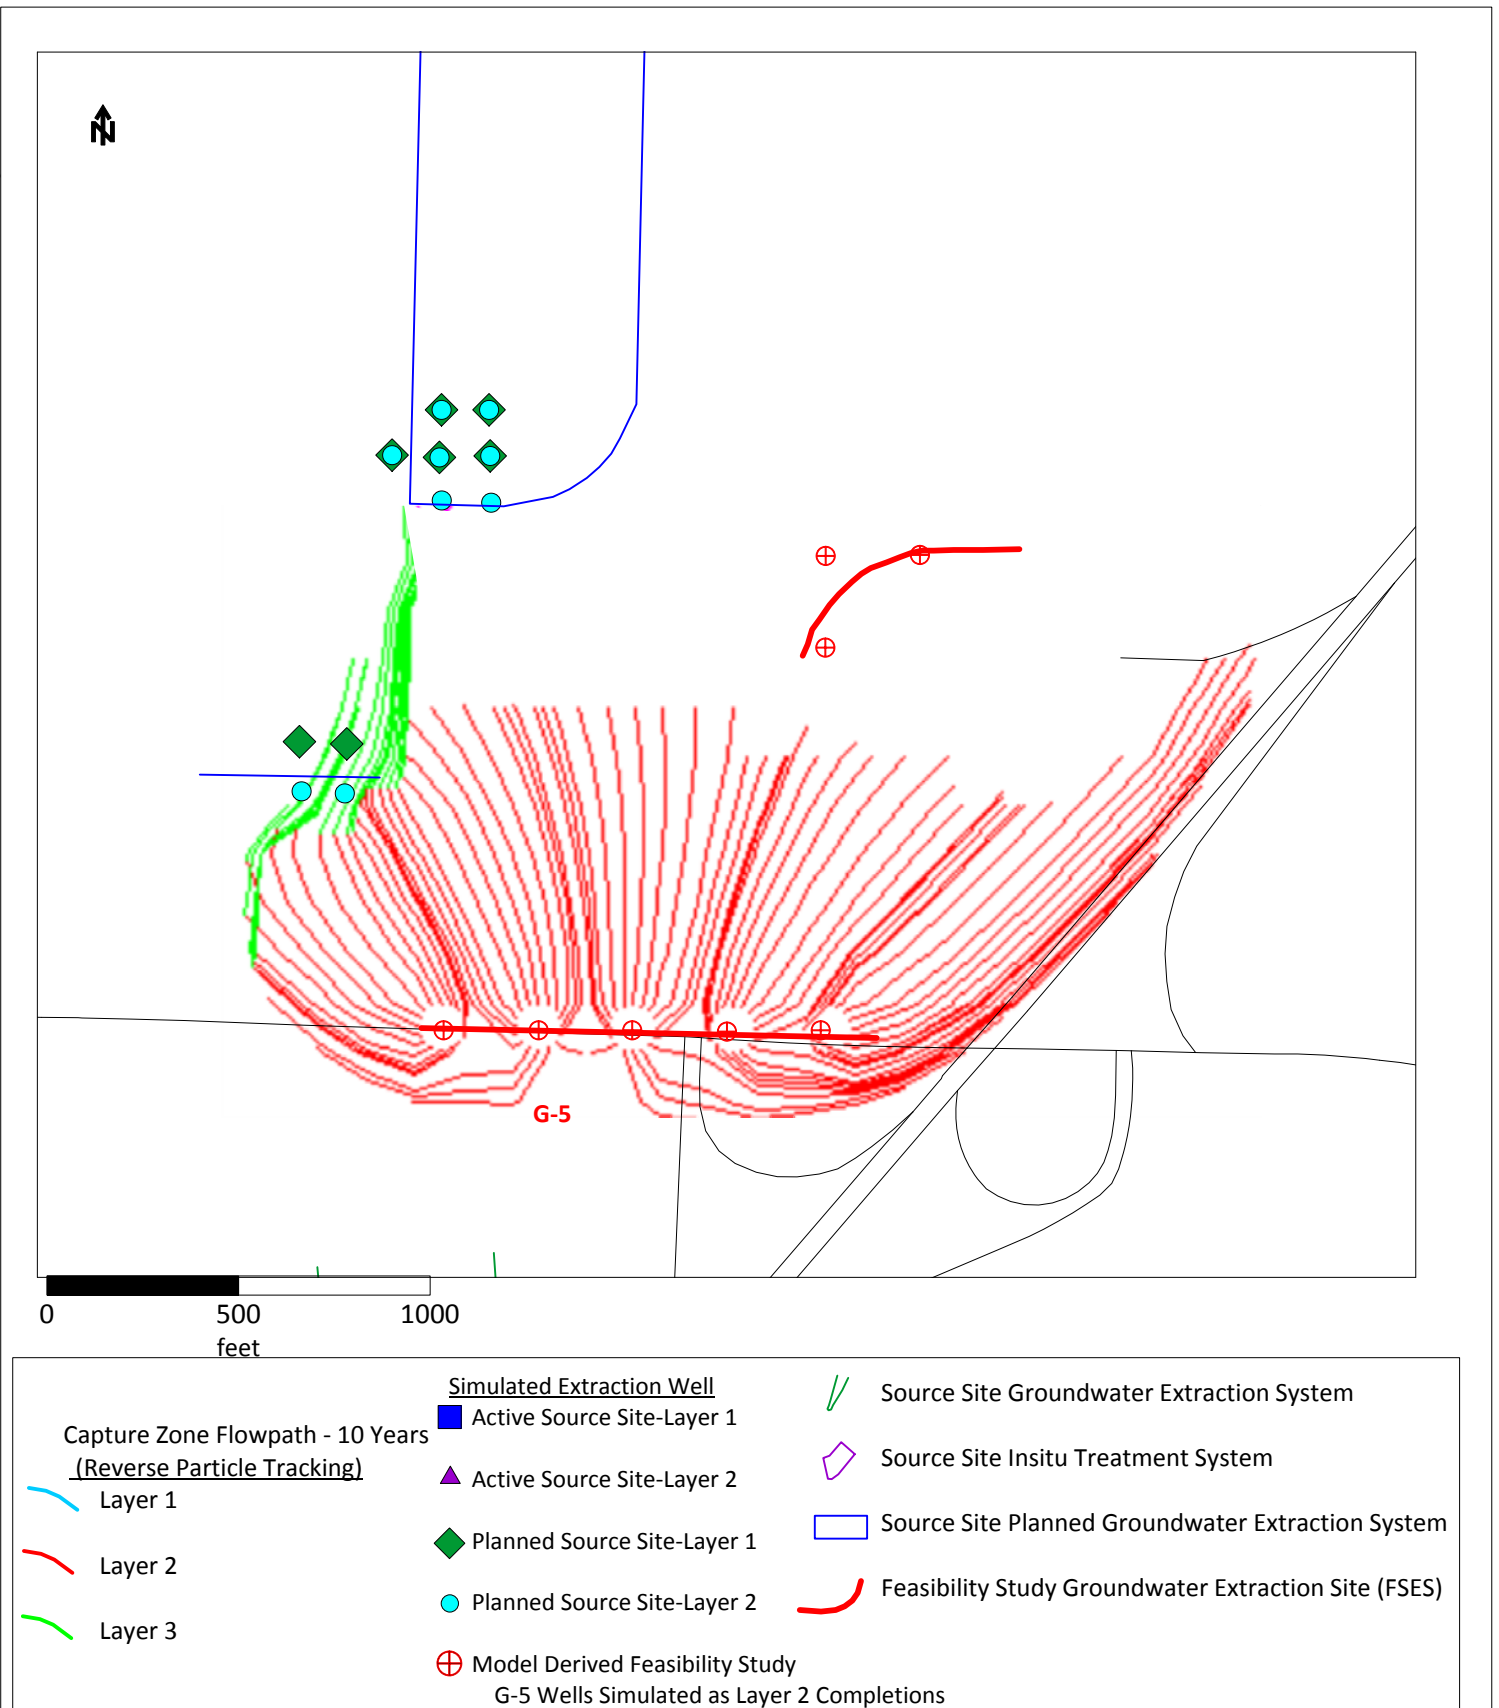 N
G-5
0 500 1000
feet
Capture Zone Flowpath - 10 Years
(Reverse Particle Tracking)
Layer 1
Layer 2
Layer 3
Simulated Extraction Well
Active Source Site-Layer 1
Active Source Site-Layer 2
Planned Source Site-Layer 1
Planned Source Site-Layer 2
Model Derived Feasibility Study
G-5 Wells Simulated as Layer 2 Completions
Source Site Groundwater Extraction System
Source Site Insitu Treatment System
Source Site Planned Groundwater Extraction System
Feasibility Study Groundwater Extraction Site (FSES)